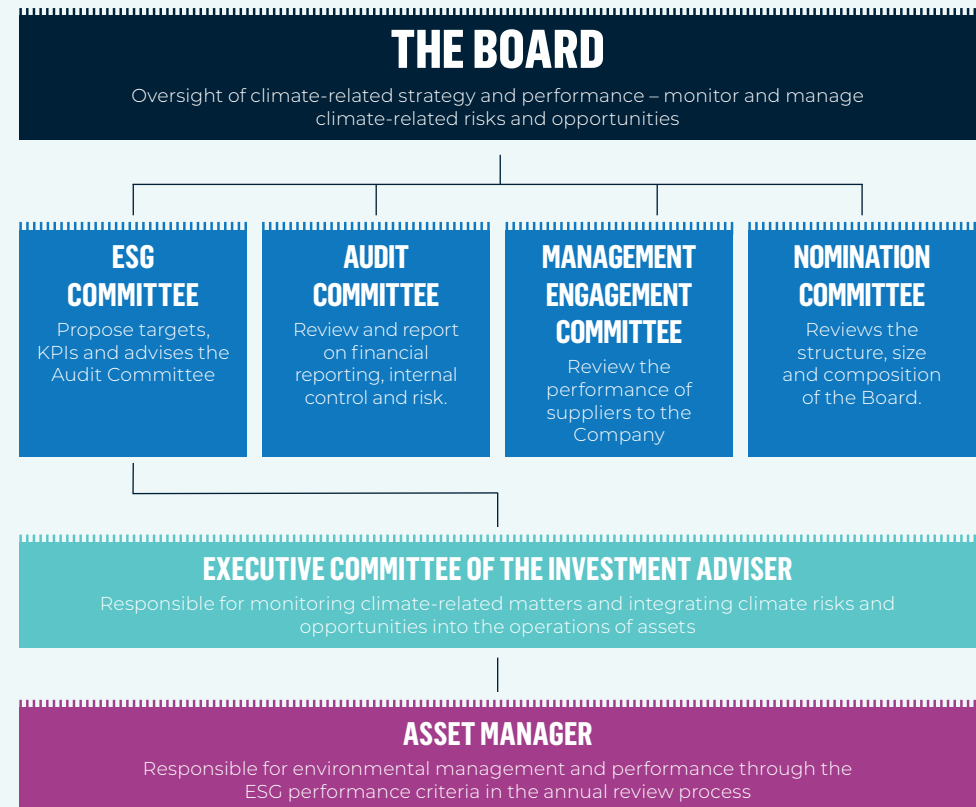 THE BOARD
Oversight of climate-related strategy and performance – monitor and manage
climate-related risks and opportunities
ESG
COMMITTEE
Propose targets,
KPIs and advises the
Audit Committee
AUDIT
COMMITTEE
Review and report
on financial
reporting, internal
control and risk.
MANAGEMENT
ENGAGEMENT
COMMITTEE
Review the
performance of
suppliers to the
Company
NOMINATION
COMMITTEE
Reviews the
structure, size
and composition
of the Board.
EXECUTIVE COMMITTEE OF THE INVESTMENT ADVISER
Responsible for monitoring climate-related matters and integrating climate risks and
opportunities into the operations of assets
ASSET MANAGER
Responsible for environmental management and performance through the
ESG performance criteria in the annual review process